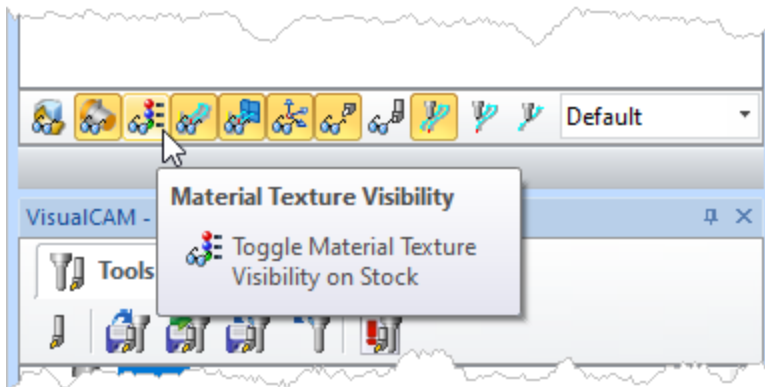 Default
Material Texture Visibility
VisualCAM -
Toggle Material Texture
Visibility on Stock
Tools